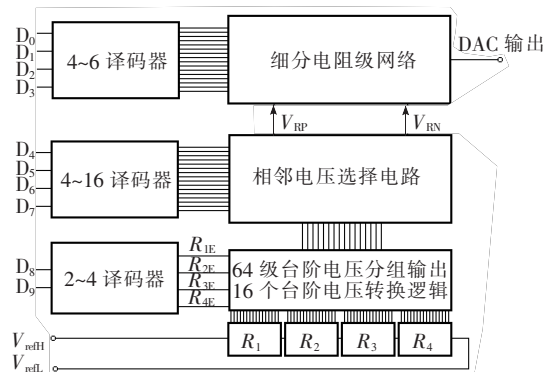 D0
D1
D2
D3
4~6 译码器
细分电阻级网络
DAC 输出
VRP
VRN
D4
D5
D6
D7
4~16 译码器
相邻电压选择电路
D8
D9
2~4 译码器
R1E
R2E
R3E
R4E
64 级台阶电压分组输出
16 个台阶电压转换逻辑
VrefH
R1
R2
R3
R4
VrefL